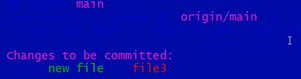 main
origin/main
Changes to be committed:
new file file3